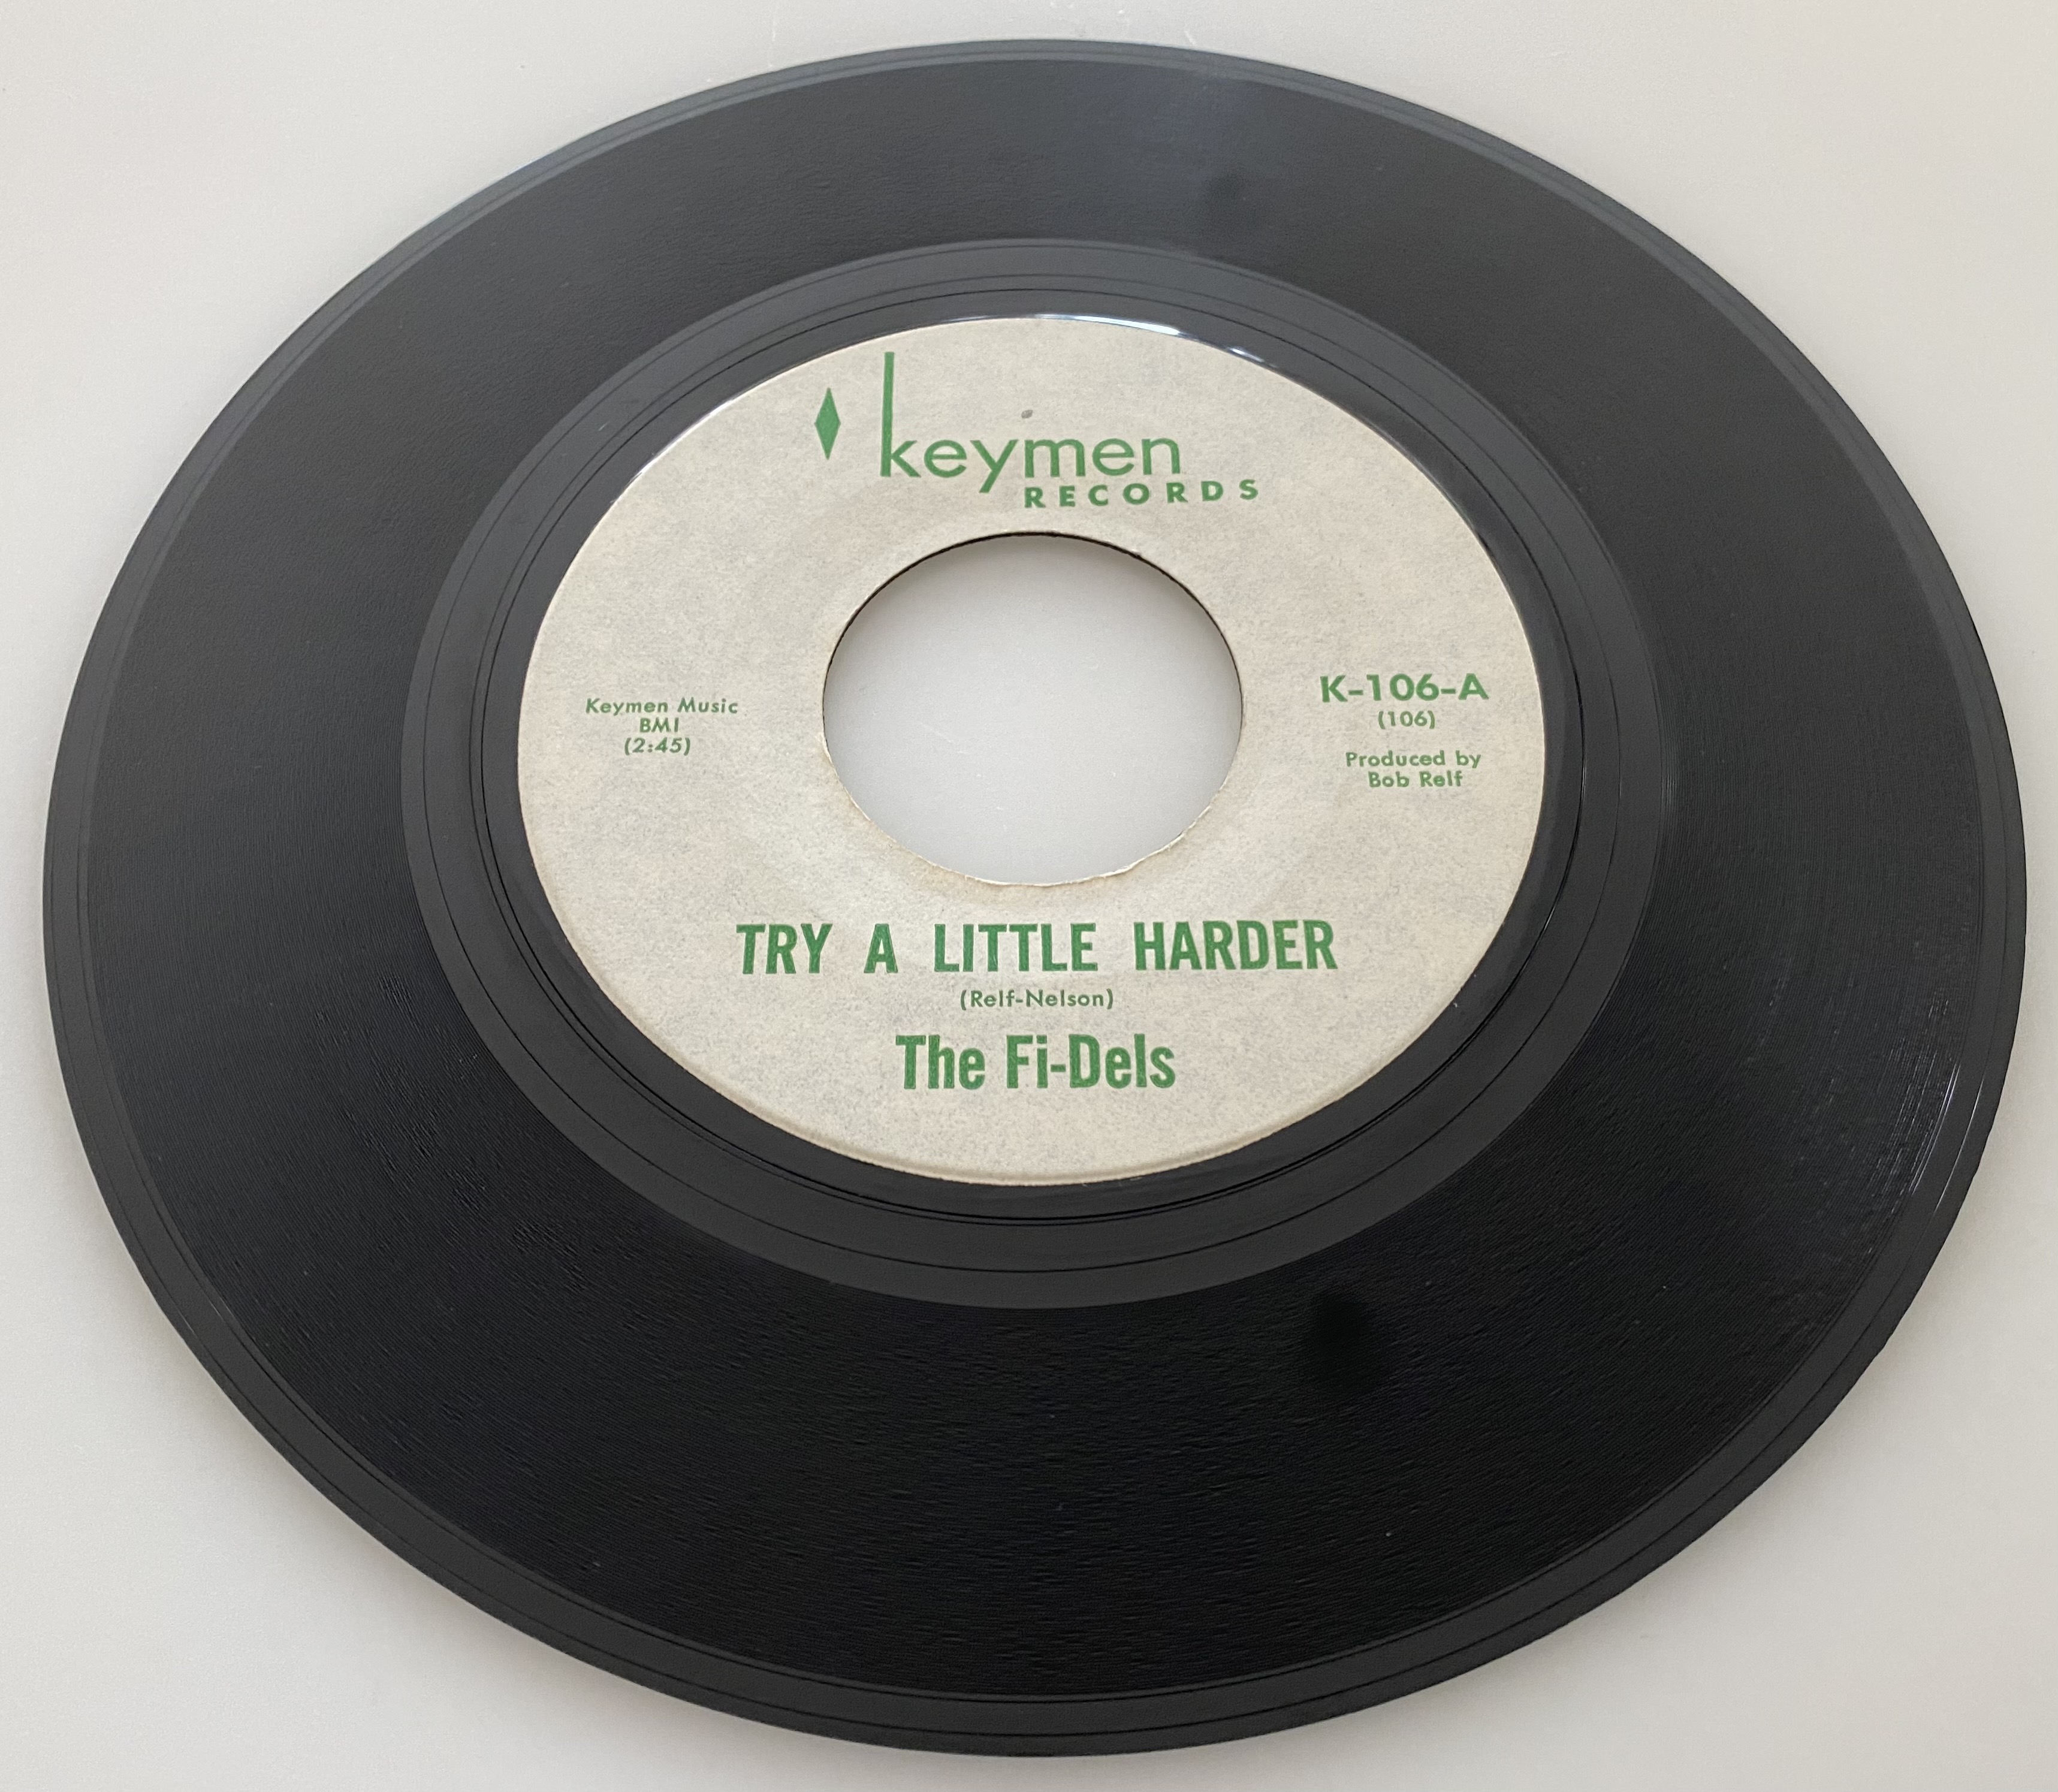 keymen
RECORDS
Keymen Music
BMI
(2:45)
K-106-A
(106)
Produced by
Bob Relf
TRY A LITTLE HARDER
(Relf-Nelson)
The Fi-Dels